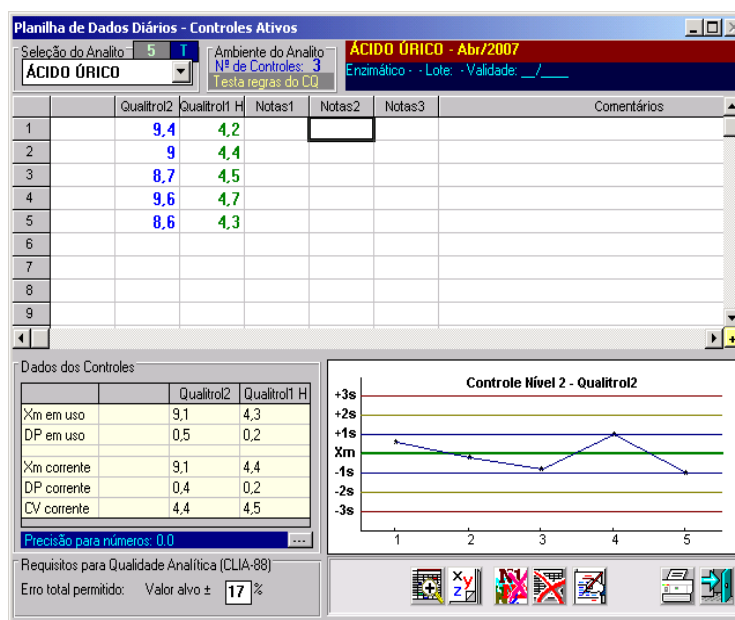 Planilha de Dados Diários - Controles Ativos
Seleção do Analito 5 T
ÁCIDO ÚRICO
Ambiente do Analito
Nº de Controles: 3
Testa regras do CQ
ÁCIDO ÚRICO - Abr/2007
Enzimático - - Lote: - Validade: __/____
Qualitrol2 Qualitrol1 H Notas1 Notas2 Notas3 Comentários
1 9,4 4,2
2 9 4,4
3 8,7 4,5
4 9,6 4,7
5 8,6 4,3
6
7
8
9
Dados dos Controles
Qualitrol2 Qualitrol1 H
Xm em uso 9,1 4,3
DP em uso 0,5 0,2
Xm corrente 9,1 4,4
DP corrente 0,4 0,2
CV corrente 4,4 4,5
Precisão para números: 0.0 ...
Requisitos para Qualidade Analítica (CLIA-88)
Erro total permitido: Valor alvo ± 17 %
Controle Nível 2 - Qualitrol2
+3s
+2s
+1s
Xm
-1s
-2s
-3s
1 2 3 4 5